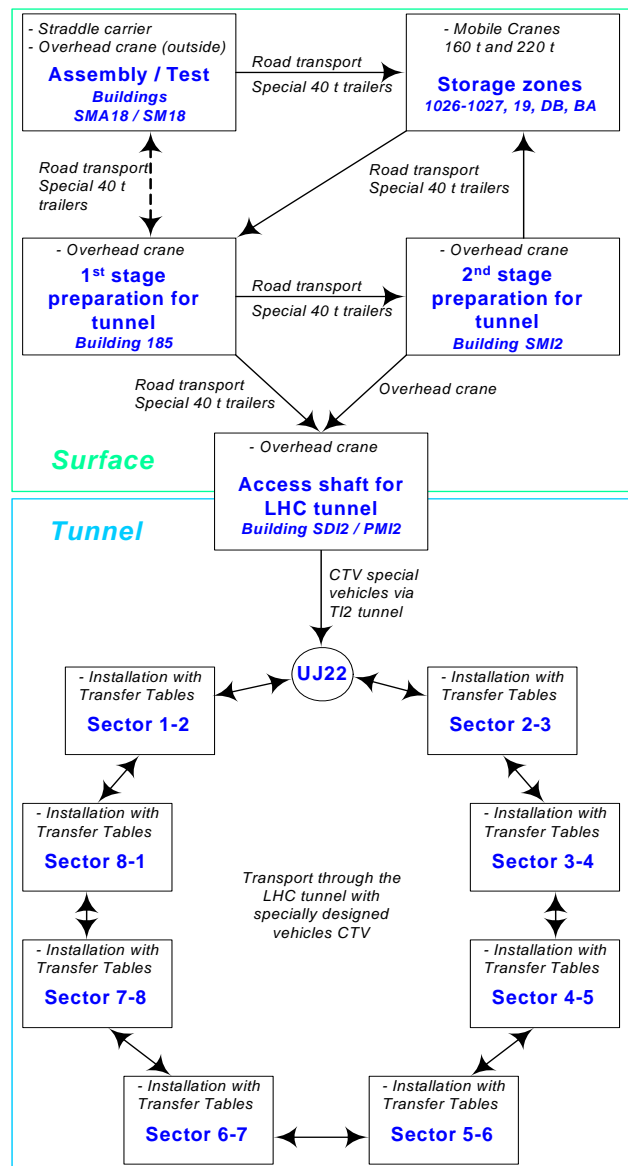 - Straddle carrier
- Overhead crane (outside)
Assembly / Test
Buildings
SMA18 / SM18
Road transport
Special 40 t trailers
- Mobile Cranes
160 t and 220 t
Storage zones
1026-1027, 19, DB, BA
Road transport
Special 40 t
trailers
Road transport
Special 40 t trailers
- Overhead crane
1st stage
preparation for
tunnel
Building 185
Road transport
Special 40 t trailers
- Overhead crane
2nd stage
preparation for
tunnel
Building SMI2
Road transport
Special 40 t trailers
Overhead crane
Surface
- Overhead crane
Access shaft for
LHC tunnel
Building SDI2 / PMI2
Tunnel
CTV special
vehicles via
TI2 tunnel
UJ22
- Installation with
Transfer Tables
Sector 1-2
- Installation with
Transfer Tables
Sector 2-3
- Installation with
Transfer Tables
Sector 8-1
- Installation with
Transfer Tables
Sector 3-4
Transport through the
LHC tunnel with
specially designed
vehicles CTV
- Installation with
Transfer Tables
Sector 7-8
- Installation with
Transfer Tables
Sector 4-5
- Installation with
Transfer Tables
Sector 6-7
- Installation with
Transfer Tables
Sector 5-6